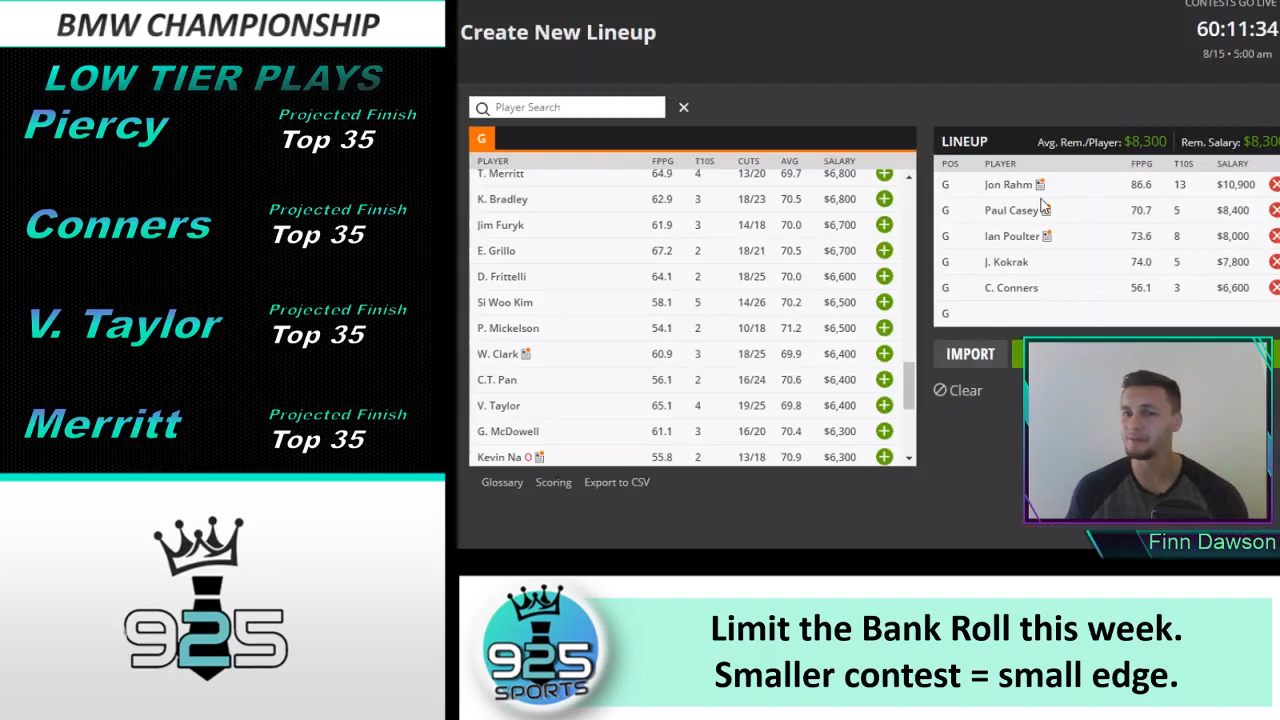 BMW CHAMPIONSHIP
LOW TIER PLAYS
Piercy
Projected Finish
Top 35
Conners
Projected Finish
Top 35
V. Taylor
Projected Finish
Top 35
Merritt
Projected Finish
Top 35
925
Create New Lineup
CONTESTS GO LIVE
60:11:34
8/15 • 5:00 am
Player Search
G
PLAYER FPPG T10S CUTS AVG SALARY
T. Merritt 64.9 4 13/20 69.7 $6,800
K. Bradley 62.9 3 18/23 70.5 $6,800
Jim Furyk 61.9 3 14/18 70.0 $6,700
E. Grillo 67.2 2 18/21 70.5 $6,700
D. Frittelli 64.1 2 18/25 70.0 $6,600
Si Woo Kim 58.1 5 14/26 70.2 $6,500
P. Mickelson 54.1 2 10/18 71.2 $6,500
W. Clark 60.9 3 18/25 69.9 $6,400
C.T. Pan 56.1 2 16/24 70.6 $6,400
V. Taylor 65.1 4 19/25 69.8 $6,400
G. McDowell 61.1 3 16/20 70.4 $6,300
Kevin Na O 55.8 2 13/18 70.9 $6,300
Glossary Scoring Export to CSV
LINEUP Avg. Rem./Player: $8,300 Rem. Salary: $8,300
POS PLAYER FPPG T10S SALARY
G Jon Rahm 86.6 13 $10,900
G Paul Casey 70.7 5 $8,400
G Ian Poulter 73.6 8 $8,000
G J. Kokrak 74.0 5 $7,800
G C. Conners 56.1 3 $6,600
G
IMPORT
Clear
Finn Dawson
925
SPORTS
Limit the Bank Roll this week.
Smaller contest = small edge.